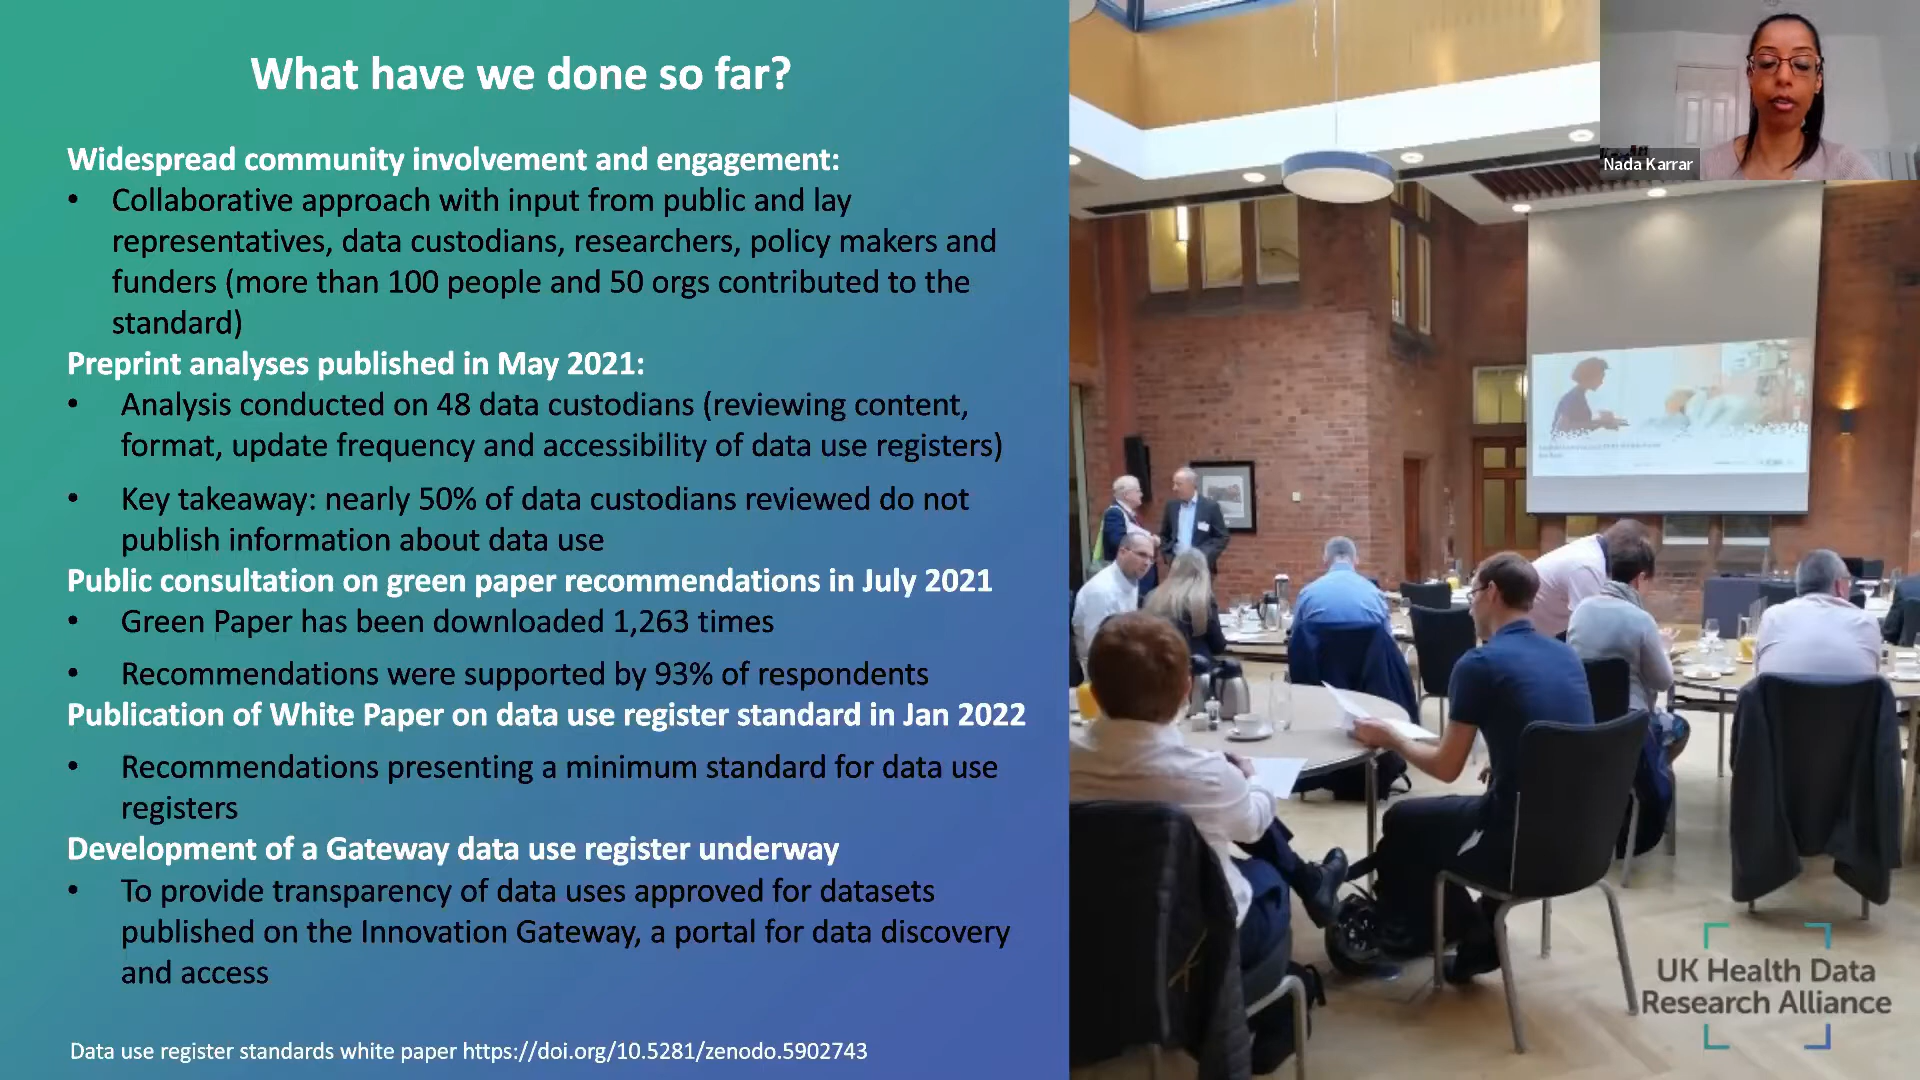 What have we done so far?
Widespread community involvement and engagement:
• Collaborative approach with input from public and lay
representatives, data custodians, researchers, policy makers and
funders (more than 100 people and 50 orgs contributed to the
standard)
Preprint analyses published in May 2021:
• Analysis conducted on 48 data custodians (reviewing content,
format, update frequency and accessibility of data use registers)
• Key takeaway: nearly 50% of data custodians reviewed do not
publish information about data use
Public consultation on green paper recommendations in July 2021
• Green Paper has been downloaded 1,263 times
• Recommendations were supported by 93% of respondents
Publication of White Paper on data use register standard in Jan 2022
• Recommendations presenting a minimum standard for data use
registers
Development of a Gateway data use register underway
• To provide transparency of data uses approved for datasets
published on the Innovation Gateway, a portal for data discovery
and access
Data use register standards white paper https://doi.org/10.5281/zenodo.5902743
Nada Karrar
UK Health Data
Research Alliance